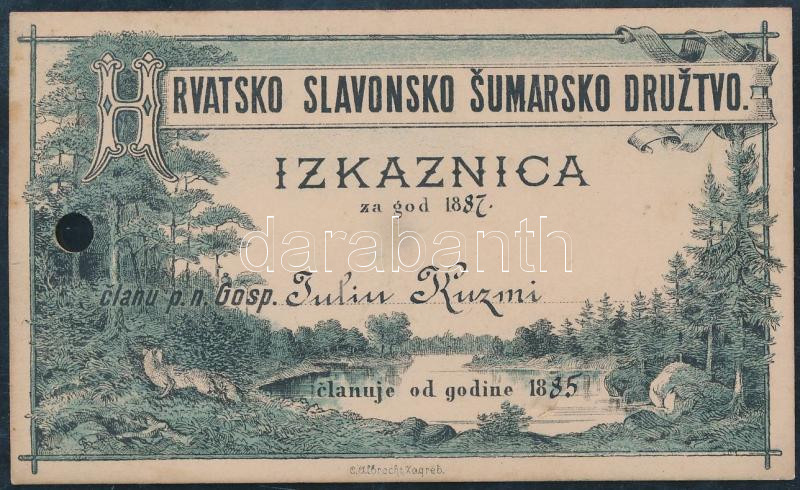 HRVATSKO SLAVONSKO ŠUMARSKO DRUŽTVO.
IZKAZNICA
za god 1887.
darabanth
članu p. n. Gosp. Juliu Kuzmi
članuje od godine 1885
C. Albrecht, Zagreb.